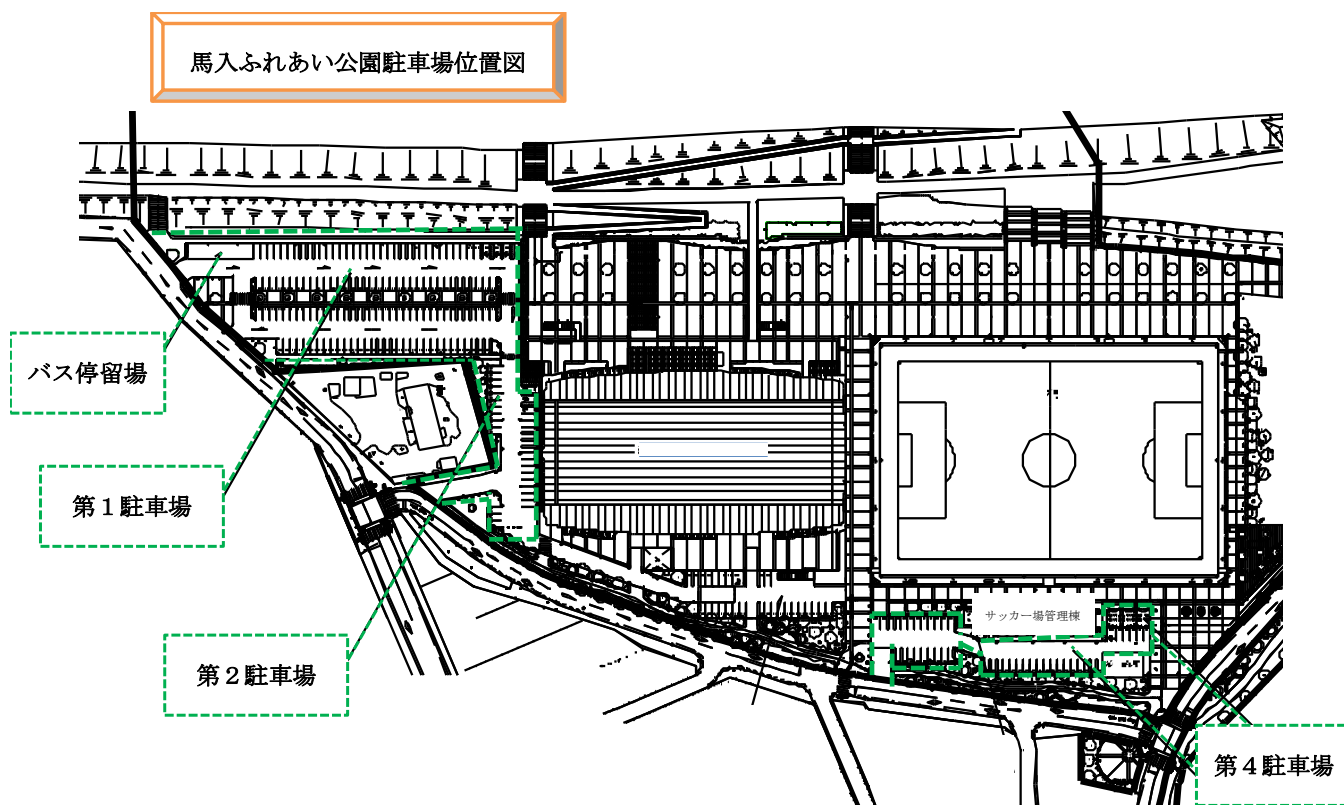 馬入ふれあい公園駐車場位置図
バス停留場
第1駐車場
第2駐車場
サッカー場管理棟
第4駐車場